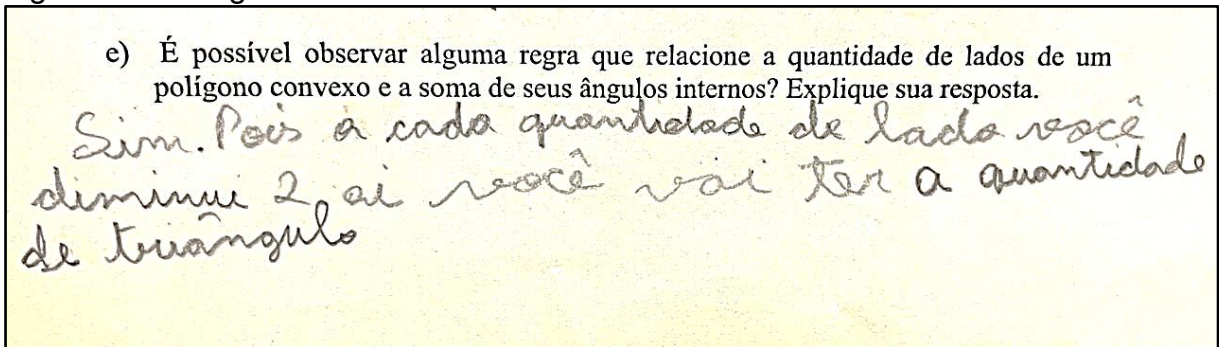 e) É possível observar alguma regra que relacione a quantidade de lados de um
polígono convexo e a soma de seus ângulos internos? Explique sua resposta.
Sim. Pois a cada quantidade de lado você
diminui 2, ai você vai ter a quantidade
de triângulo